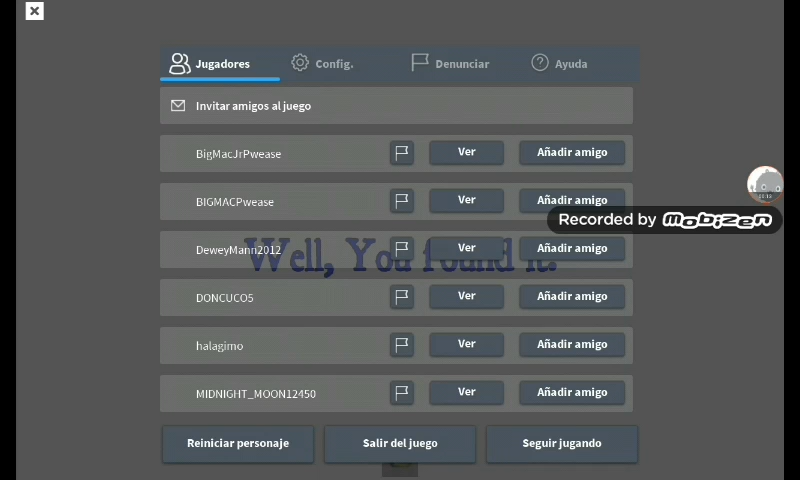 Jugadores
Config.
Denunciar
Ayuda
Invitar amigos al juego
BigMacJrPwease
Ver
Añadir amigo
BIGMACPwease
Ver
Añadir amigo
Recorded by mobizen
DeweyMann2012
Ver
Añadir amigo
Well, You found it.
DONCUCO5
Ver
Añadir amigo
halagimo
Ver
Añadir amigo
MIDNIGHT_MOON12450
Ver
Añadir amigo
Reiniciar personaje
Salir del juego
Seguir jugando